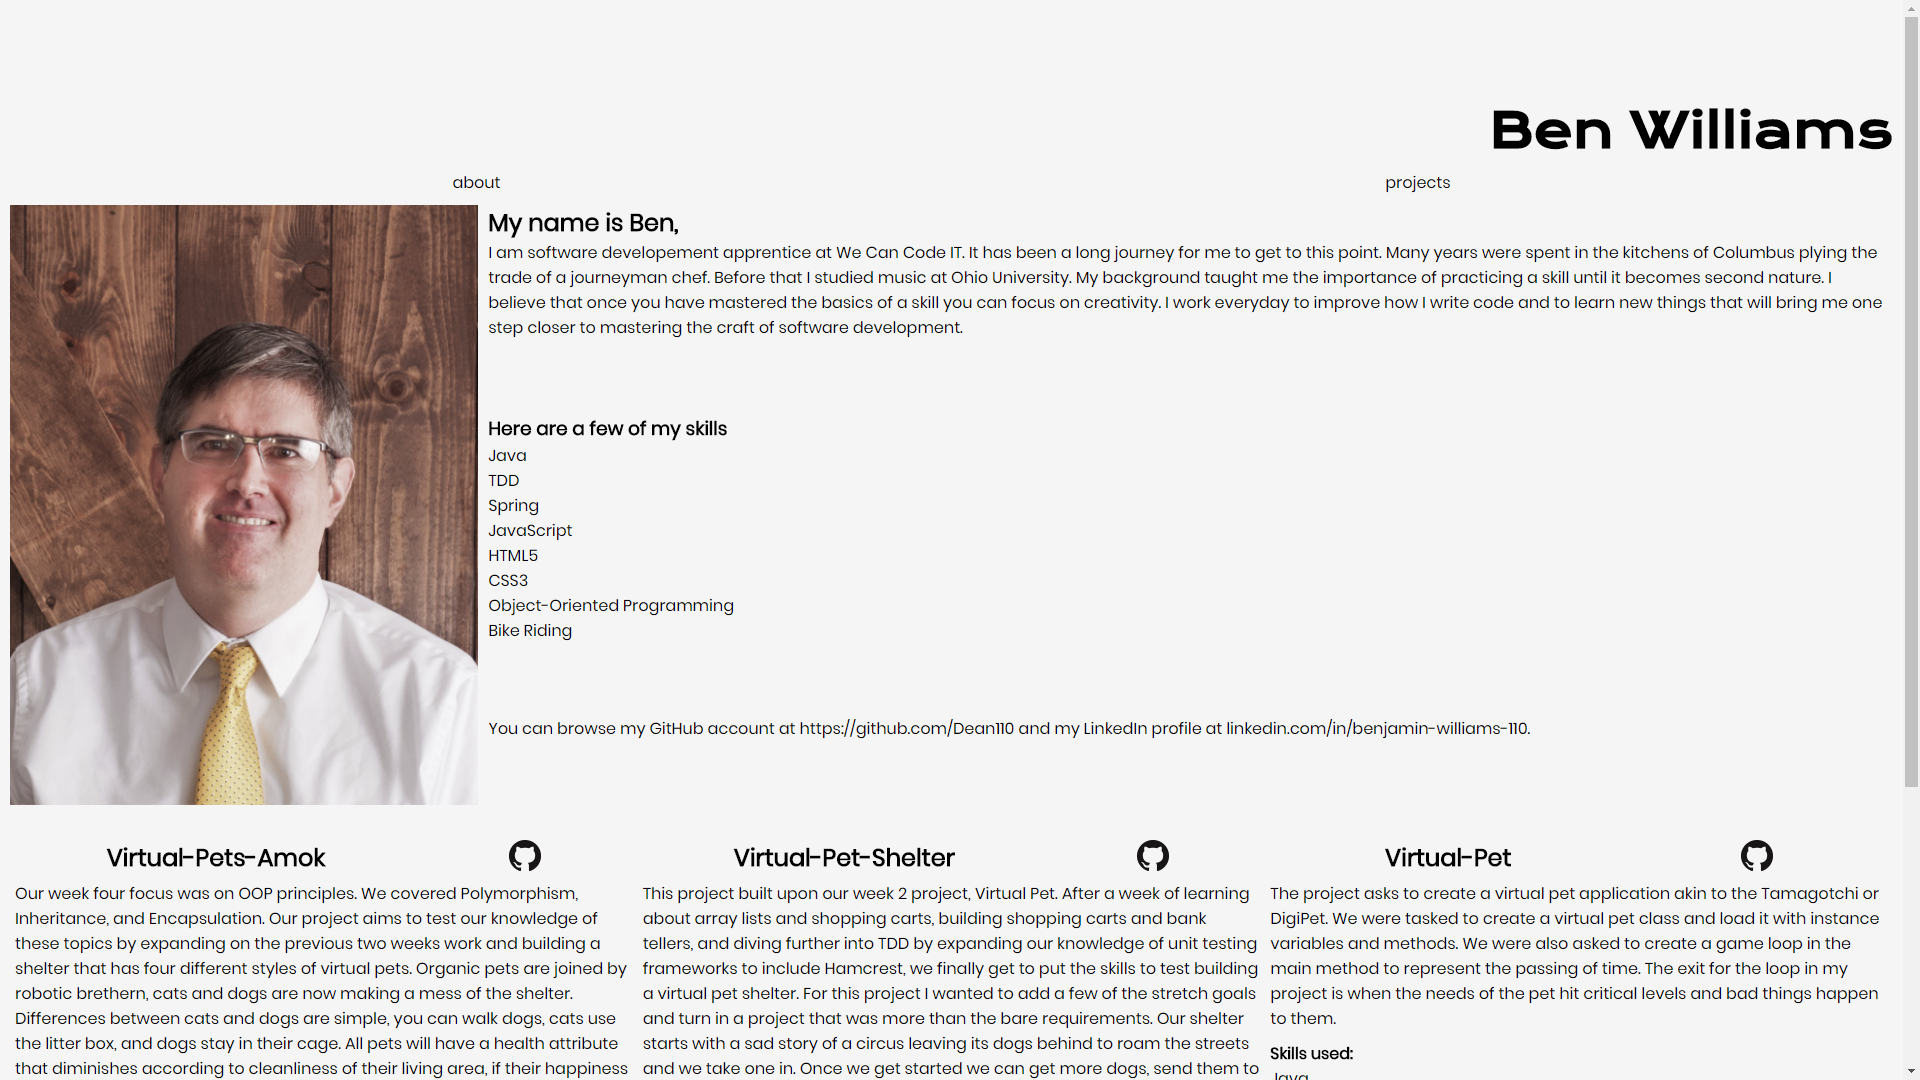 Ben Williams
about
projects
My name is Ben,
I am software developement apprentice at We Can Code IT. It has been a long journey for me to get to this point. Many years were spent in the kitchens of Columbus plying the
trade of a journeyman chef. Before that I studied music at Ohio University. My background taught me the importance of practicing a skill until it becomes second nature. I
believe that once you have mastered the basics of a skill you can focus on creativity. I work everyday to improve how I write code and to learn new things that will bring me one
step closer to mastering the craft of software development.
Here are a few of my skills
Java
TDD
Spring
JavaScript
HTML5
CSS3
Object-Oriented Programming
Bike Riding
You can browse my GitHub account at https://github.com/Dean110 and my LinkedIn profile at linkedin.com/in/benjamin-williams-110.
Virtual-Pets-Amok
Our week four focus was on OOP principles. We covered Polymorphism,
Inheritance, and Encapsulation. Our project aims to test our knowledge of
these topics by expanding on the previous two weeks work and building a
shelter that has four different styles of virtual pets. Organic pets are joined by
robotic brethern, cats and dogs are now making a mess of the shelter.
Differences between cats and dogs are simple, you can walk dogs, cats use
the litter box, and dogs stay in their cage. All pets will have a health attribute
that diminishes according to cleanliness of their living area, if their happiness
Virtual-Pet-Shelter
This project built upon our week 2 project, Virtual Pet. After a week of learning
about array lists and shopping carts, building shopping carts and bank
tellers, and diving further into TDD by expanding our knowledge of unit testing
frameworks to include Hamcrest, we finally get to put the skills to test building
a virtual pet shelter. For this project I wanted to add a few of the stretch goals
and turn in a project that was more than the bare requirements. Our shelter
starts with a sad story of a circus leaving its dogs behind to roam the streets
and we take one in. Once we get started we can get more dogs, send them to
Virtual-Pet
The project asks to create a virtual pet application akin to the Tamagotchi or
DigiPet. We were tasked to create a virtual pet class and load it with instance
variables and methods. We were also asked to create a game loop in the
main method to represent the passing of time. The exit for the loop in my
project is when the needs of the pet hit critical levels and bad things happen
to them.
Skills used:
Java